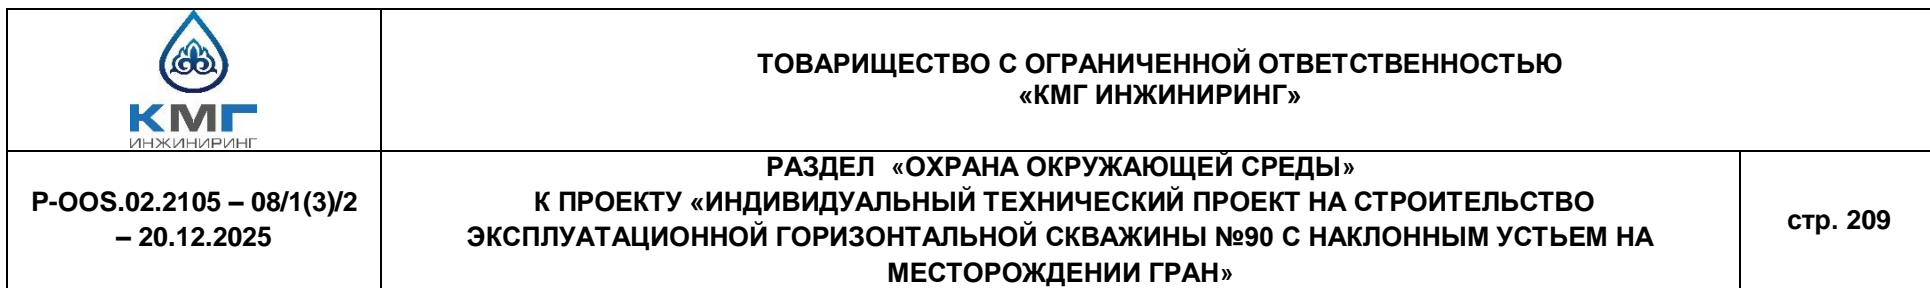 КМГ
ИНЖИНИРИНГ
ТОВАРИЩЕСТВО С ОГРАНИЧЕННОЙ ОТВЕТСТВЕННОСТЬЮ
«КМГ ИНЖИНИРИНГ»
P-OOS.02.2105 – 08/1(3)/2
– 20.12.2025
РАЗДЕЛ «ОХРАНА ОКРУЖАЮЩЕЙ СРЕДЫ»
К ПРОЕКТУ «ИНДИВИДУАЛЬНЫЙ ТЕХНИЧЕСКИЙ ПРОЕКТ НА СТРОИТЕЛЬСТВО
ЭКСПЛУАТАЦИОННОЙ ГОРИЗОНТАЛЬНОЙ СКВАЖИНЫ №90 С НАКЛОННЫМ УСТЬЕМ НА
МЕСТОРОЖДЕНИИ ГРАН»
стр. 209